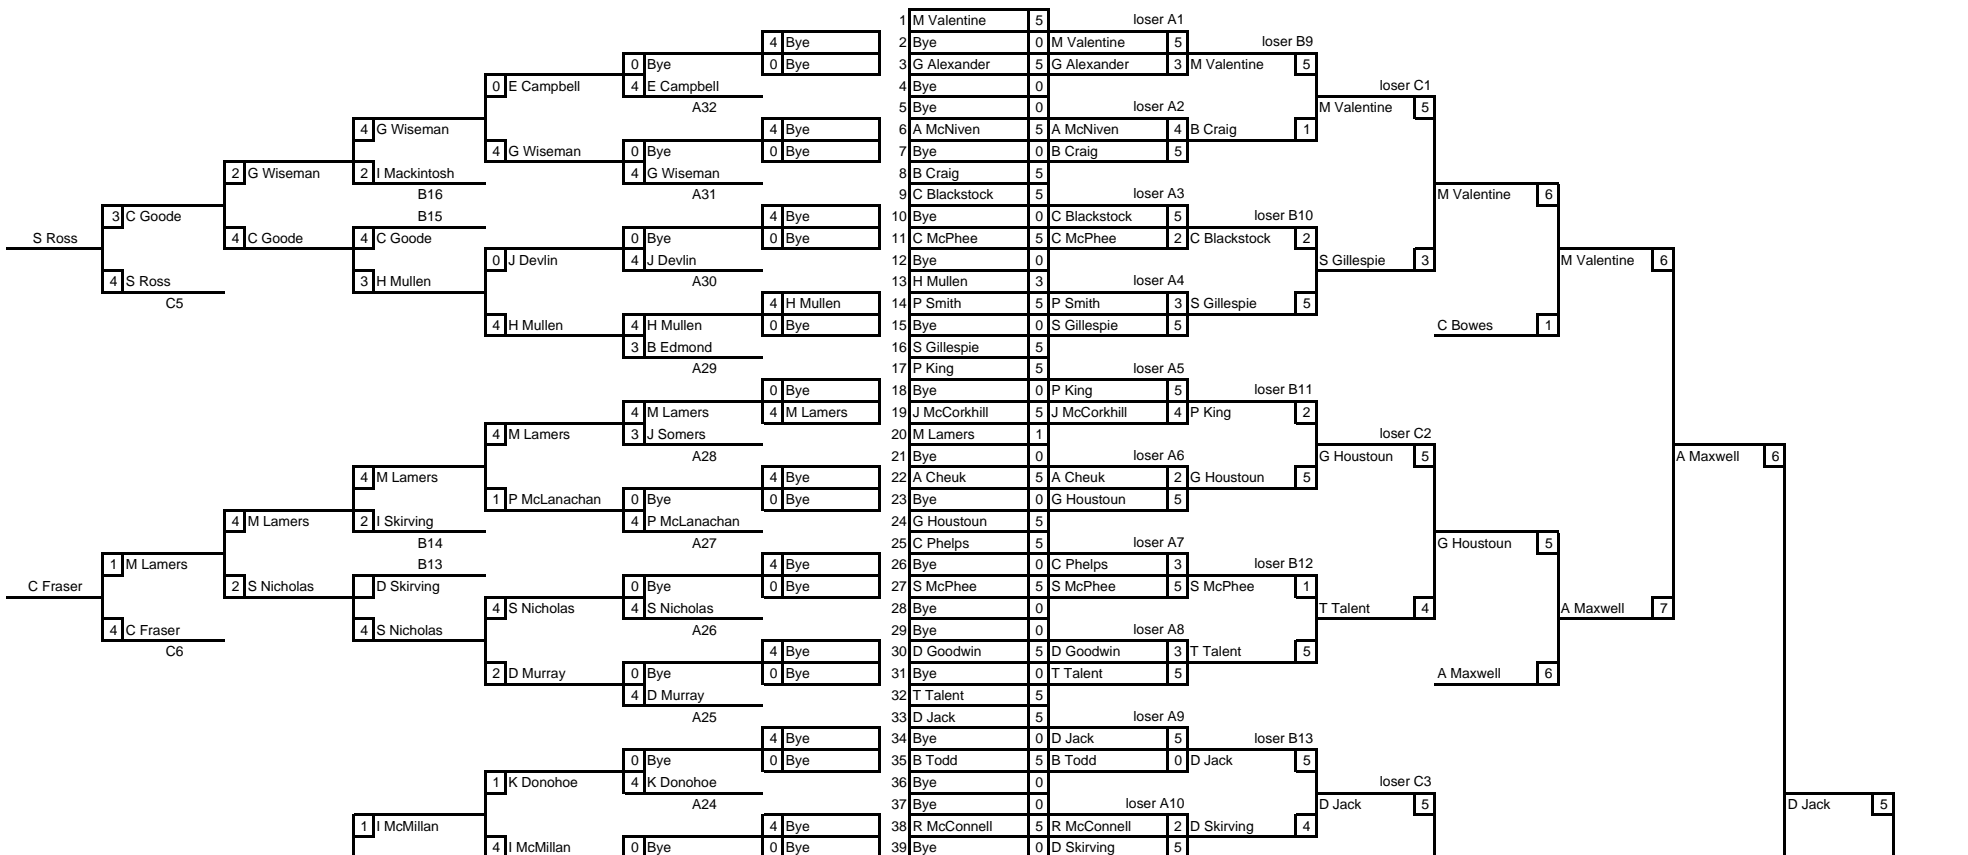 1 M Valentine 5 loser A1
4 Bye 2 Bye 0 M Valentine 5 loser B9
0 Bye 0 Bye 3 G Alexander 5 G Alexander 3 M Valentine 5
0 E Campbell 4 E Campbell 4 Bye 0 loser C1
A32 5 Bye 0 loser A2 M Valentine 5
4 G Wiseman 4 Bye 6 A McNiven 5 A McNiven 4 B Craig 1
4 G Wiseman 0 Bye 0 Bye 7 Bye 0 B Craig 5
2 G Wiseman 2 I Mackintosh 4 G Wiseman 8 B Craig 5
B16 A31 9 C Blackstock 5 loser A3 M Valentine 6
3 C Goode B15 4 Bye 10 Bye 0 C Blackstock 5 loser B10
S Ross 4 C Goode 4 C Goode 0 Bye 0 Bye 11 C McPhee 5 C McPhee 2 C Blackstock 2
0 J Devlin 4 J Devlin 12 Bye 0 S Gillespie 3 M Valentine 6
4 S Ross 3 H Mullen A30 13 H Mullen 3 loser A4
C5 4 H Mullen 14 P Smith 5 P Smith 3 S Gillespie 5
4 H Mullen 4 H Mullen 0 Bye 15 Bye 0 S Gillespie 5 C Bowes 1
3 B Edmond 16 S Gillespie 5
A29 17 P King 5 loser A5
0 Bye 18 Bye 0 P King 5 loser B11
4 M Lamers 4 M Lamers 19 J McCorkhill 5 J McCorkhill 4 P King 2
4 M Lamers 3 J Somers 20 M Lamers 1 loser C2
A28 21 Bye 0 loser A6 G Houstoun 5 A Maxwell 6
4 M Lamers 4 Bye 22 A Cheuk 5 A Cheuk 2 G Houstoun 5
1 P McLanachan 0 Bye 0 Bye 23 Bye 0 G Houstoun 5
4 M Lamers 2 I Skirving 4 P McLanachan 24 G Houstoun 5
B14 A27 25 C Phelps 5 loser A7 G Houstoun 5
1 M Lamers B13 4 Bye 26 Bye 0 C Phelps 3 loser B12
C Fraser 2 S Nicholas D Skirving 0 Bye 0 Bye 27 S McPhee 5 S McPhee 5 S McPhee 1
4 S Nicholas 4 S Nicholas 28 Bye 0 T Talent 4 A Maxwell 7
4 C Fraser 4 S Nicholas A26 29 Bye 0 loser A8
C6 4 Bye 30 D Goodwin 5 D Goodwin 3 T Talent 5
2 D Murray 0 Bye 0 Bye 31 Bye 0 T Talent 5 A Maxwell 6
4 D Murray 32 T Talent 5
A25 33 D Jack 5 loser A9
4 Bye 34 Bye 0 D Jack 5 loser B13
0 Bye 0 Bye 35 B Todd 5 B Todd 0 D Jack 5
1 K Donohoe 4 K Donohoe 36 Bye 0 loser C3
A24 37 Bye 0 loser A10 D Jack 5 D Jack 5
1 I McMillan 4 Bye 38 R McConnell 5 R McConnell 2 D Skirving 4
4 I McMillan 0 Bye 0 Bye 39 Bye 0 D Skirving 5